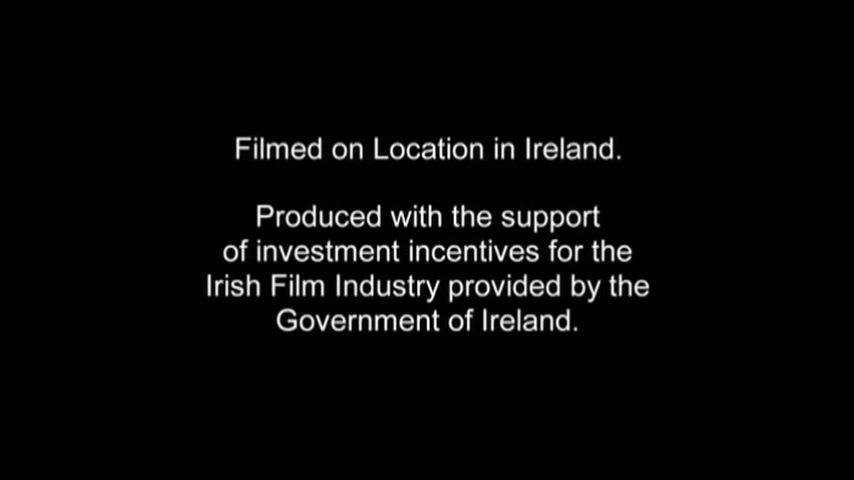 Filmed on Location in Ireland.
Produced with the support
of investment incentives for the
Irish Film Industry provided by the
Government of Ireland.